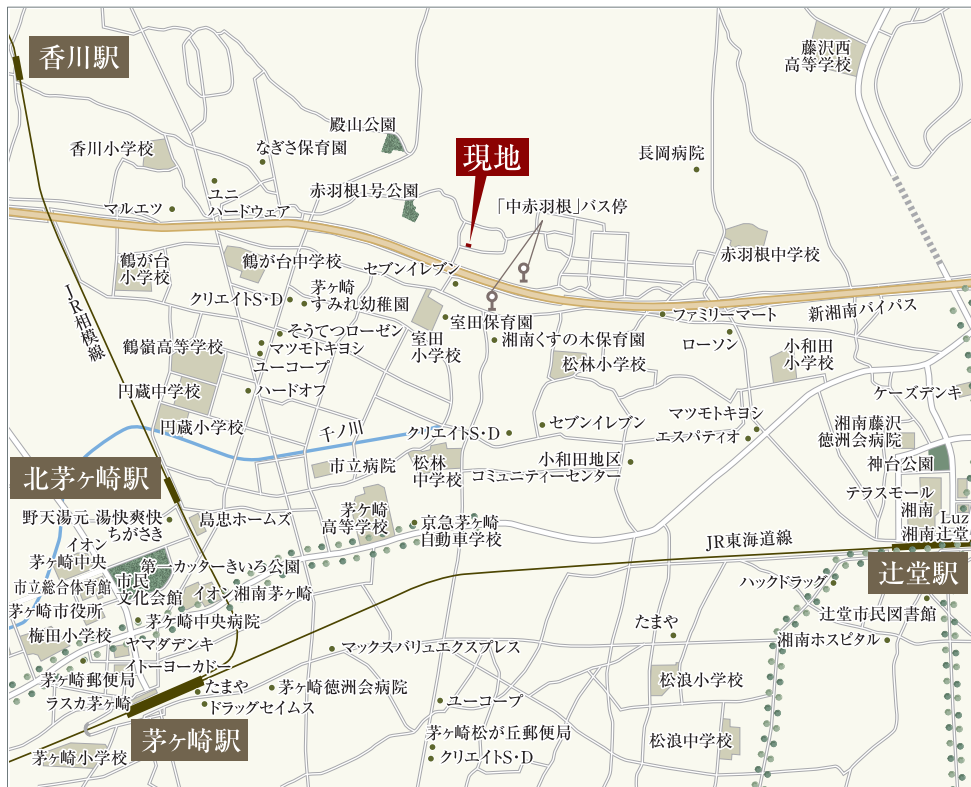 香川駅
藤沢西
高等学校
殿山公園
香川小学校
なぎさ保育園
現地
長岡病院
ユニ
ハードウェア
赤羽根1号公園
マルエツ
「中赤羽根」バス停
鶴が台
小学校
鶴が台中学校
セブンイレブン
赤羽根中学校
JR相模線
クリエイトS・D
茅ヶ崎
すみれ幼稚園
室田保育園
ファミリーマート
新湘南バイパス
そうてつローゼン
マツモトキヨシ
室田
小学校
湘南くすの木保育園
ローソン
鶴嶺高等学校
ユーコープ
松林小学校
小和田
小学校
円蔵中学校
ハードオフ
ケーズデンキ
円蔵小学校
千ノ川
クリエイトS・D
セブンイレブン
マツモトキヨシ
エスパティオ
湘南藤沢
徳洲会病院
北茅ヶ崎駅
市立病院
松林
中学校
小和田地区
コミュニティーセンター
神台公園
野天湯元 湯快爽快
ちがさき
島忠ホームズ
茅ヶ崎
高等学校
京急茅ヶ崎
自動車学校
テラスモール
湘南
Luz
湘南辻堂
JR東海道線
イオン
茅ヶ崎中央
第一カッターきいろ公園
辻堂駅
市立総合体育館
市民
文化会館
イオン湘南茅ヶ崎
ハックドラッグ
茅ヶ崎市役所
茅ヶ崎中央病院
たまや
辻堂市民図書館
梅田小学校
ヤマダデンキ
マックスバリュエクスプレス
湘南ホスピタル
イトーヨーカドー
茅ヶ崎郵便局
たまや
茅ヶ崎徳洲会病院
松浪小学校
ラスカ茅ヶ崎
ドラッグセイムス
ユーコープ
茅ヶ崎駅
茅ヶ崎松が丘郵便局
松浪中学校
茅ヶ崎小学校
クリエイトS・D